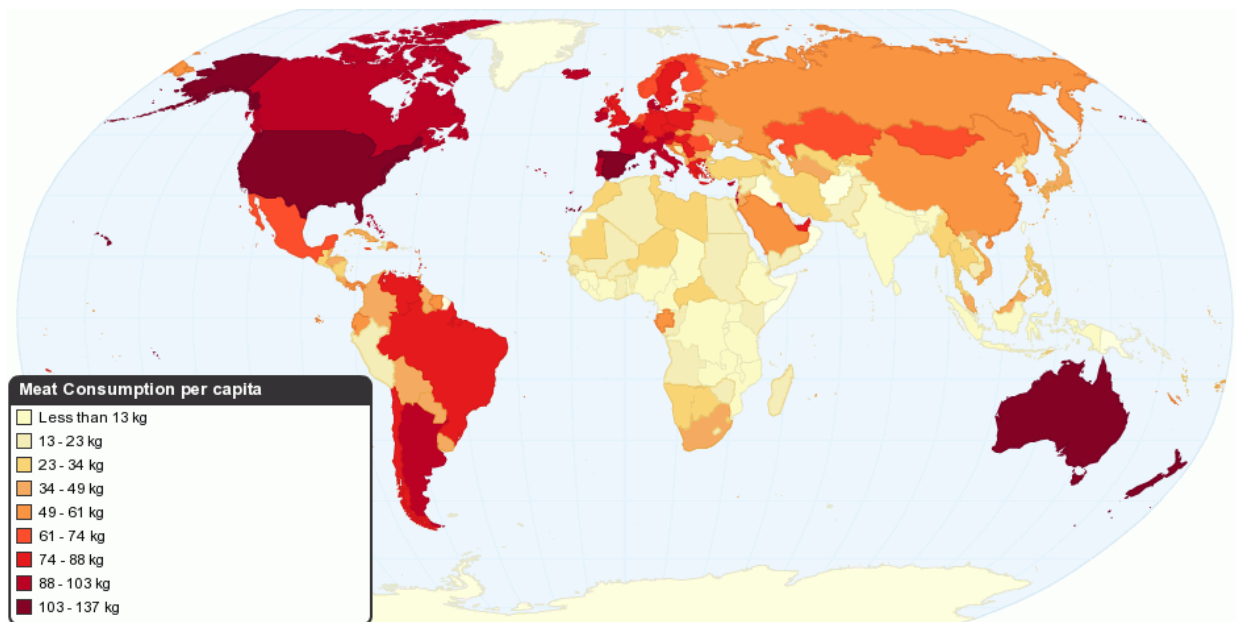 Meat Consumption per capita
Less than 13 kg
13 - 23 kg
23 - 34 kg
34 - 49 kg
49 - 61 kg
61 - 74 kg
74 - 88 kg
88 - 103 kg
103 - 137 kg